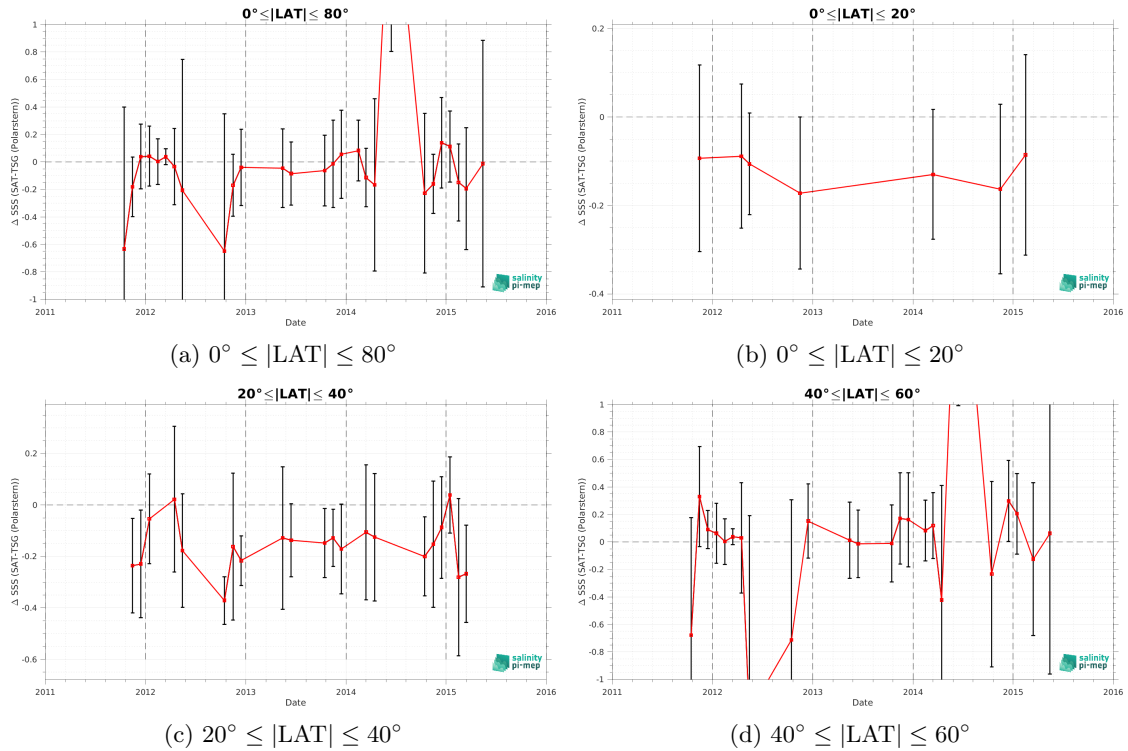 0°≤|LAT|≤ 80°
1
0.8
0.6
0.4
0.2
0
-0.2
-0.4
-0.6
-0.8
-1
Δ SSS (SAT-TSG (Polarstern))
2011 2012 2013 2014 2015 2016
Date
salinity
pi-mep
(a) 0° ≤ |LAT| ≤ 80°
0°≤|LAT|≤ 20°
0.2
0
-0.2
-0.4
Δ SSS (SAT-TSG (Polarstern))
2011 2012 2013 2014 2015 2016
Date
salinity
pi-mep
(b) 0° ≤ |LAT| ≤ 20°
20°≤|LAT|≤ 40°
0
-0.2
-0.4
-0.6
Δ SSS (SAT-TSG (Polarstern))
2011 2012 2013 2014 2015 2016
Date
salinity
pi-mep
(c) 20° ≤ |LAT| ≤ 40°
40°≤|LAT|≤ 60°
1
0.8
0.6
0.4
0.2
0
-0.2
-0.4
-0.6
-0.8
-1
Δ SSS (SAT-TSG (Polarstern))
2011 2012 2013 2014 2015 2016
Date
salinity
pi-mep
(d) 40° ≤ |LAT| ≤ 60°